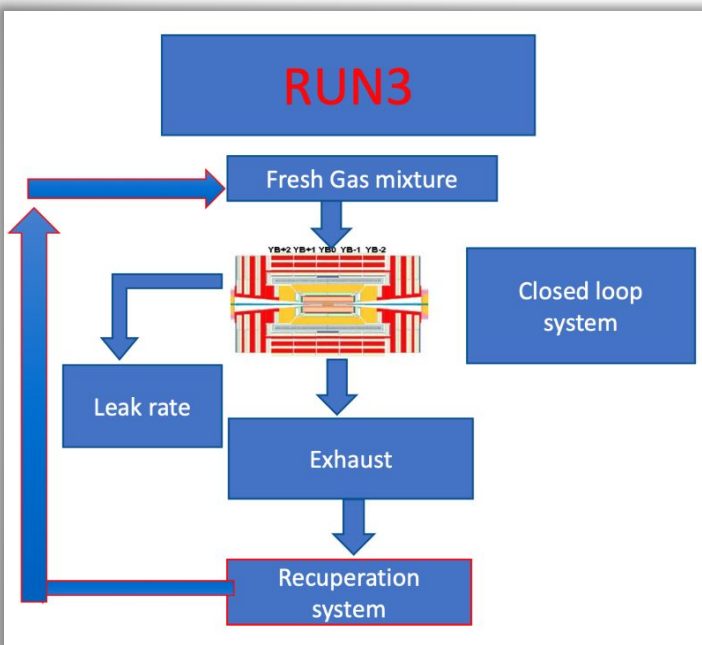 RUN3
Fresh Gas mixture
YB+2 YB+1 YB0 YB-1 YB-2
Closed loop
system
Leak rate
Exhaust
Recuperation
system